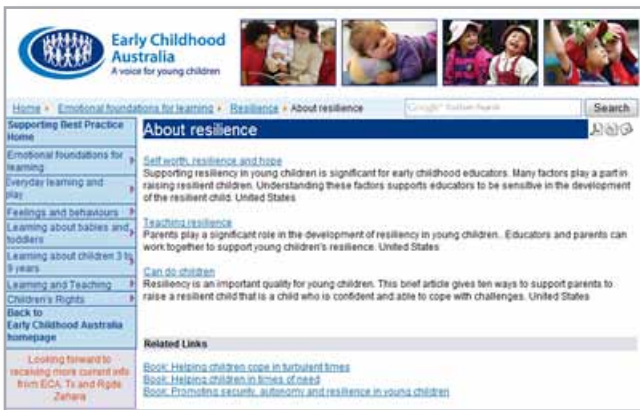 Early Childhood
Australia
A voice for young children
Home Emotional foundations for learning Resilience About resilience
Search
Supporting Best Practice
Home
Emotional foundations for
learning
Everyday learning and
play
Feelings and behaviours
Learning about babies and
toddlers
Learning about children 3 to
9 years
Learning and Teaching
Children's Rights
Back to
Early Childhood Australia
homepage
Looking forward to
receiving more current info
from ECA, Tx and Rgds
Zahara
About resilience
Self worth, resilience and hope
Supporting resiliency in young children is significant for early childhood educators. Many factors play a part in
raising resilient children. Understanding these factors supports educators to be sensitive in the development
of the resilient child. United States
Teaching resilience
Parents play a significant role in the development of resiliency in young children.. Educators and parents can
work together to support young children's resilience. United States
Can do children
Resiliency is an important quality for young children. This brief article gives ten ways to support parents to
raise a resilient child that is a child who is confident and able to cope with challenges. United States
Related Links
Book: Helping children cope in turbulent times
Book: Helping children in times of need
Book: Promoting security, autonomy and resilience in young children